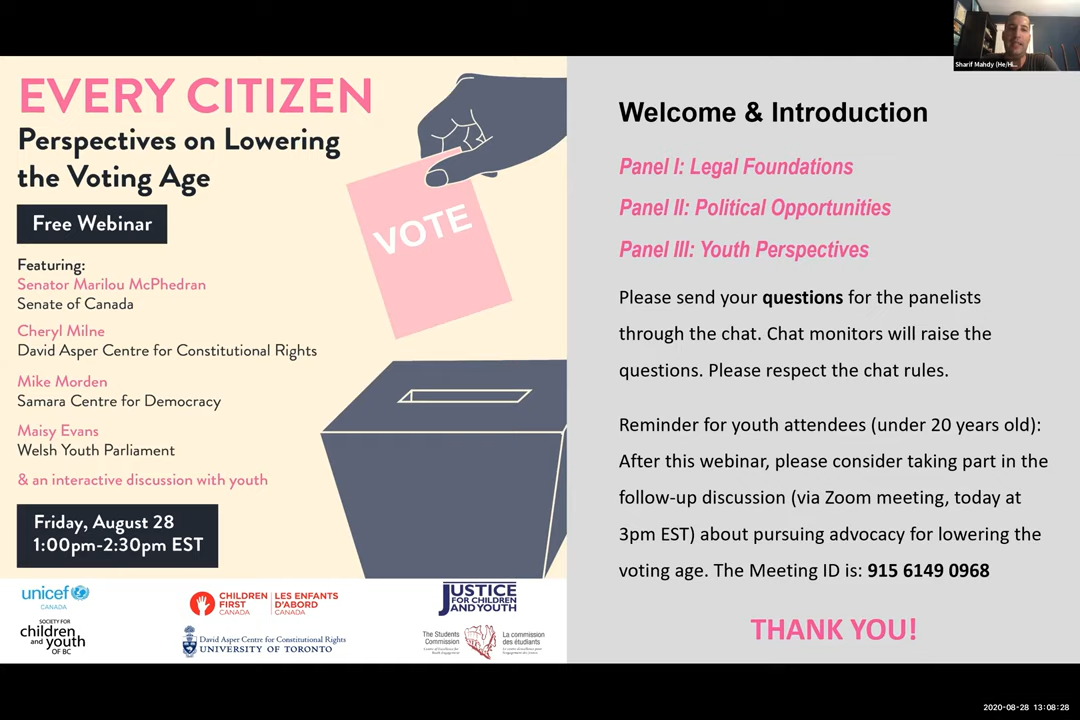 Sharif Mahdy (He/Hi...
EVERY CITIZEN
Perspectives on Lowering
the Voting Age
Free Webinar
Featuring:
Senator Marilou McPhedran
Senate of Canada
Cheryl Milne
David Asper Centre for Constitutional Rights
Mike Morden
Samara Centre for Democracy
Maisy Evans
Welsh Youth Parliament
& an interactive discussion with youth
Friday, August 28
1:00pm-2:30pm EST
VOTE
unicef
CANADA
CHILDREN
FIRST
CANADA
LES ENFANTS
D'ABORD
CANADA
JUSTICE
FOR CHILDREN
AND YOUTH
SOCIETY FOR
children
and youth
OF BC
David Asper Centre for Constitutional Rights
UNIVERSITY OF TORONTO
The Students
Commission
La commission
des étudiants
Welcome & Introduction
Panel I: Legal Foundations
Panel II: Political Opportunities
Panel III: Youth Perspectives
Please send your questions for the panelists
through the chat. Chat monitors will raise the
questions. Please respect the chat rules.
Reminder for youth attendees (under 20 years old):
After this webinar, please consider taking part in the
follow-up discussion (via Zoom meeting, today at
3pm EST) about pursuing advocacy for lowering the
voting age. The Meeting ID is: 915 6149 0968
THANK YOU!
2020-08-28 13:08:28